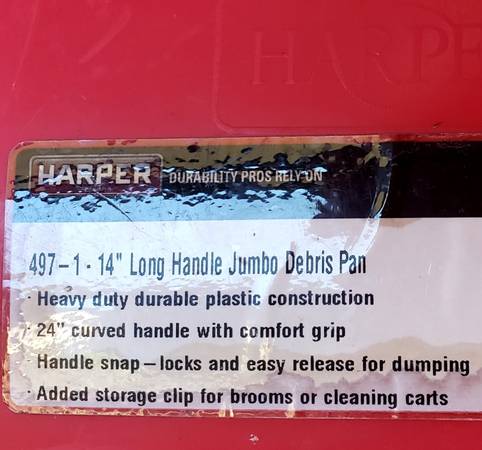 HARPE
HARPER DURABILITY PROS RELY ON
497-1 - 14" Long Handle Jumbo Debris Pan
· Heavy duty durable plastic construction
· 24" curved handle with comfort grip
· Handle snap-locks and easy release for dumping
· Added storage clip for brooms or cleaning carts